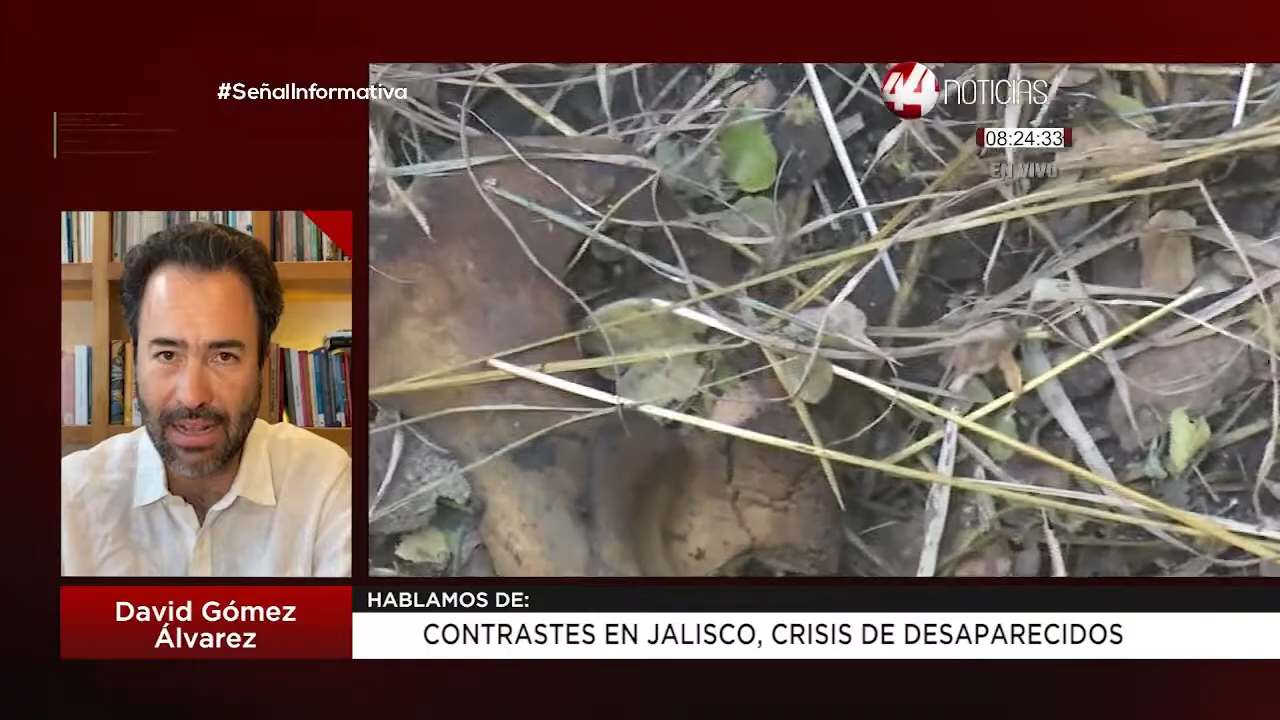 #SeñalInformativa
44 NOTICIAS
08:24:33
EN VIVO
David Gómez
Álvarez
HABLAMOS DE:
CONTRASTES EN JALISCO, CRISIS DE DESAPARECIDOS